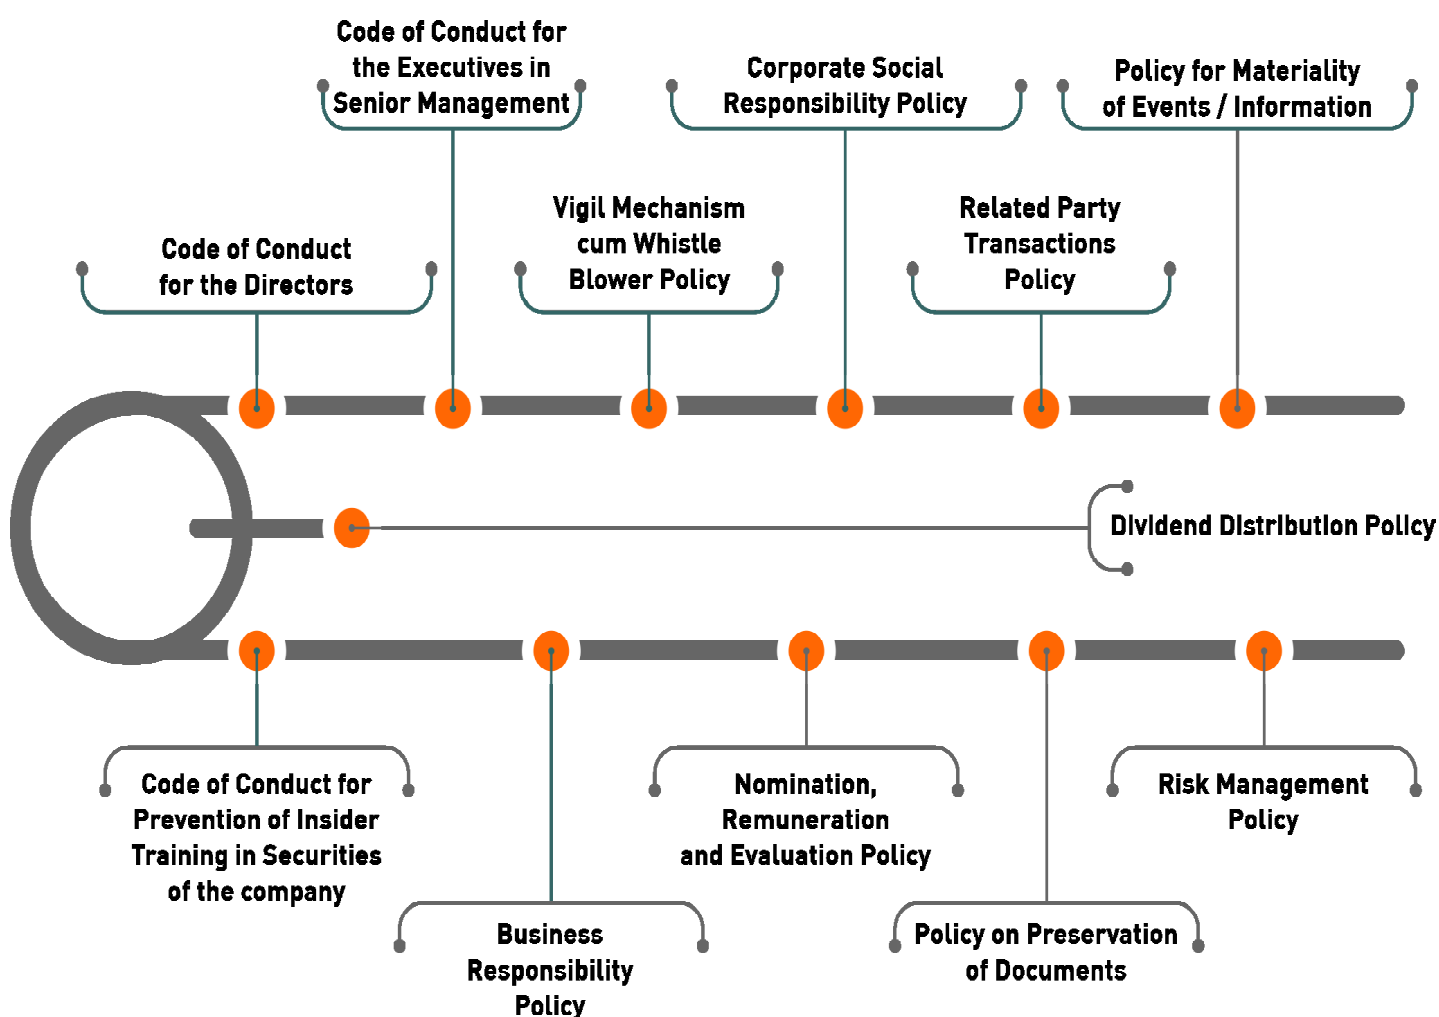 Code of Conduct for
the Executives in
Senior Management
Corporate Social
Responsibility Policy
Policy for Materiality
of Events / Information
Code of Conduct
for the Directors
Vigil Mechanism
cum Whistle
Blower Policy
Related Party
Transactions
Policy
Dividend Distribution Policy
Code of Conduct for
Prevention of Insider
Training in Securities
of the company
Business
Responsibility
Policy
Nomination,
Remuneration
and Evaluation Policy
Policy on Preservation
of Documents
Risk Management
Policy